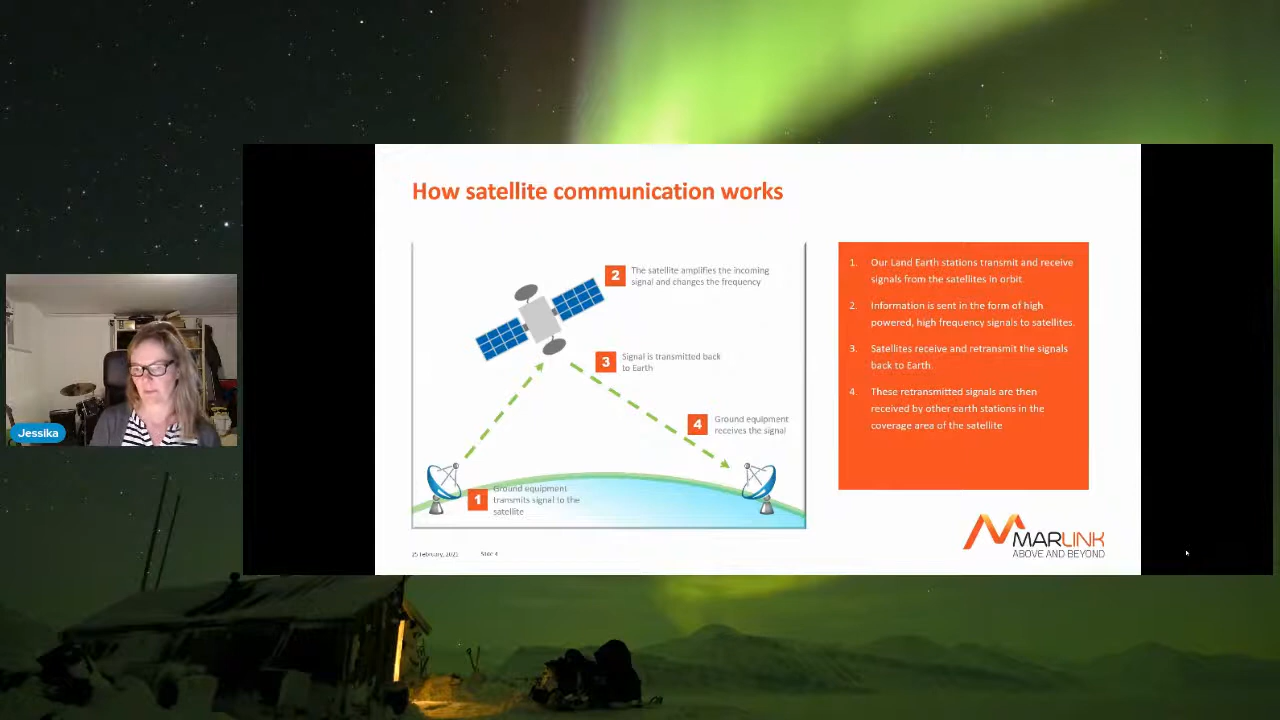 How satellite communication works
2
The satellite amplifies the incoming
signal and changes the frequency
3
Signal is transmitted back
to Earth
4
Ground equipment
receives the signal
1
Ground equipment
transmits signal to the
satellite
1. Our Land Earth stations transmit and receive
signals from the satellites in orbit.
2. Information is sent in the form of high
powered, high frequency signals to satellites.
3. Satellites receive and retransmit the signals
back to Earth.
4. These retransmitted signals are then
received by other earth stations in the
coverage area of the satellite
MARLINK
ABOVE AND BEYOND
February,
Slide 4
Jessika